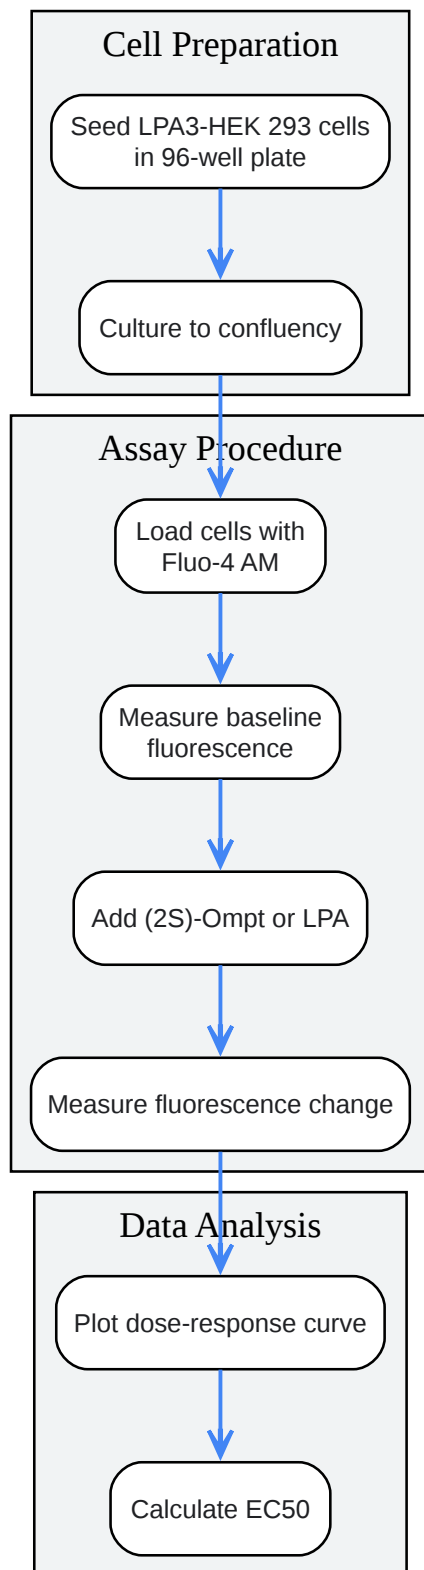 Cell Preparation
Seed LPA3-HEK 293 cells
in 96-well plate
Culture to confluency
Assay Procedure
Load cells with
Fluo-4 AM
Measure baseline
fluorescence
Add (2S)-Ompt or LPA
Measure fluorescence change
Data Analysis
Plot dose-response curve
Calculate EC50